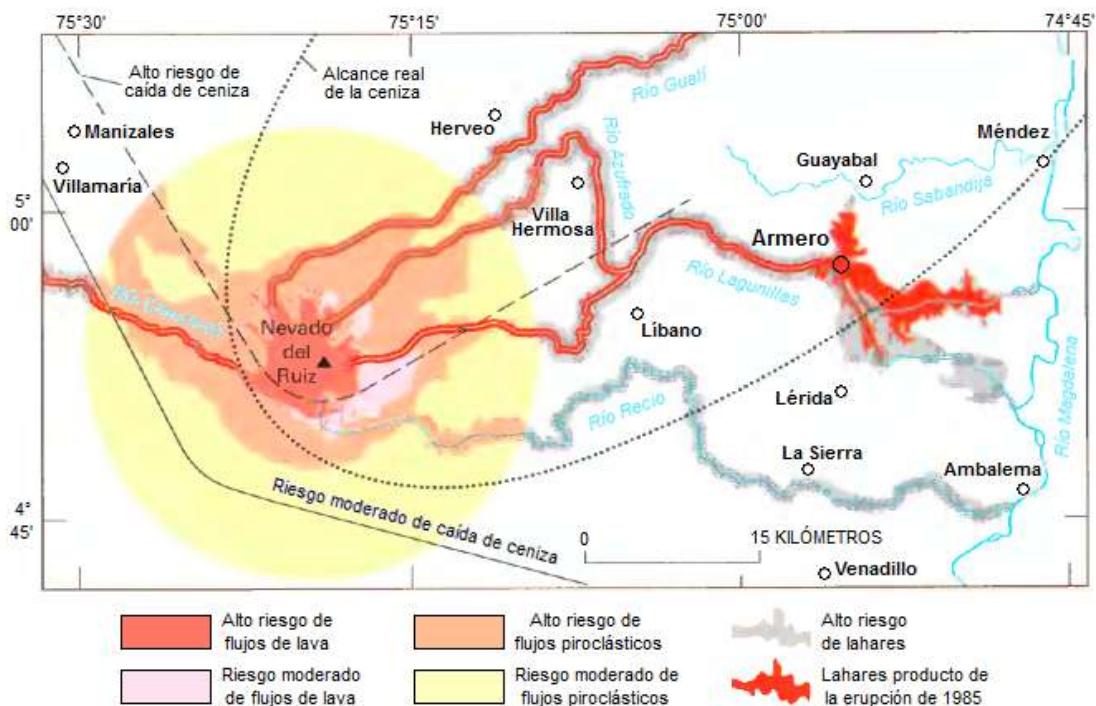 75°30'
75°15'
75°00'
74°45'
Alto riesgo de
caída de ceniza
Alcance real
de la ceniza
Río Gualí
Manizales
Herveo
Méndez
Villamaría
Río Azufrado
Guayabal
Río Sabandija
5°
00'
Villa
Hermosa
Armero
Río Lagunillas
Nevado
del
Ruiz
Líbano
Río Magdalena
Río Recio
Lérida
La Sierra
Ambalema
Riesgo moderado de caída de ceniza
4°
45'
0
15 KILÓMETROS
Venadillo
Alto riesgo de
flujos de lava
Alto riesgo de
flujos piroclásticos
Alto riesgo
de lahares
Riesgo moderado
de flujos de lava
Riesgo moderado de
flujos piroclásticos
Lahares producto de
la erupción de 1985